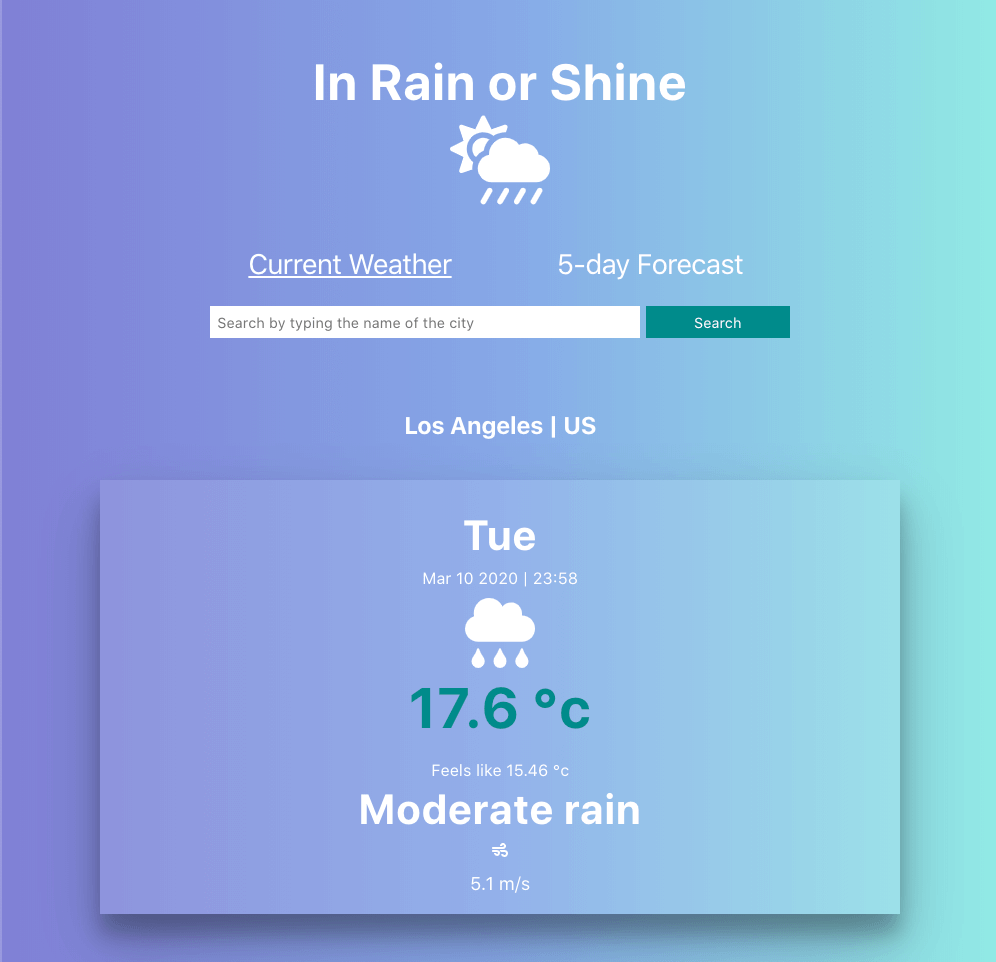 In Rain or Shine
Current Weather
5-day Forecast
Search by typing the name of the city
Search
Los Angeles | US
Tue
Mar 10 2020 | 23:58
17.6 °c
Feels like 15.46 °c
Moderate rain
5.1 m/s